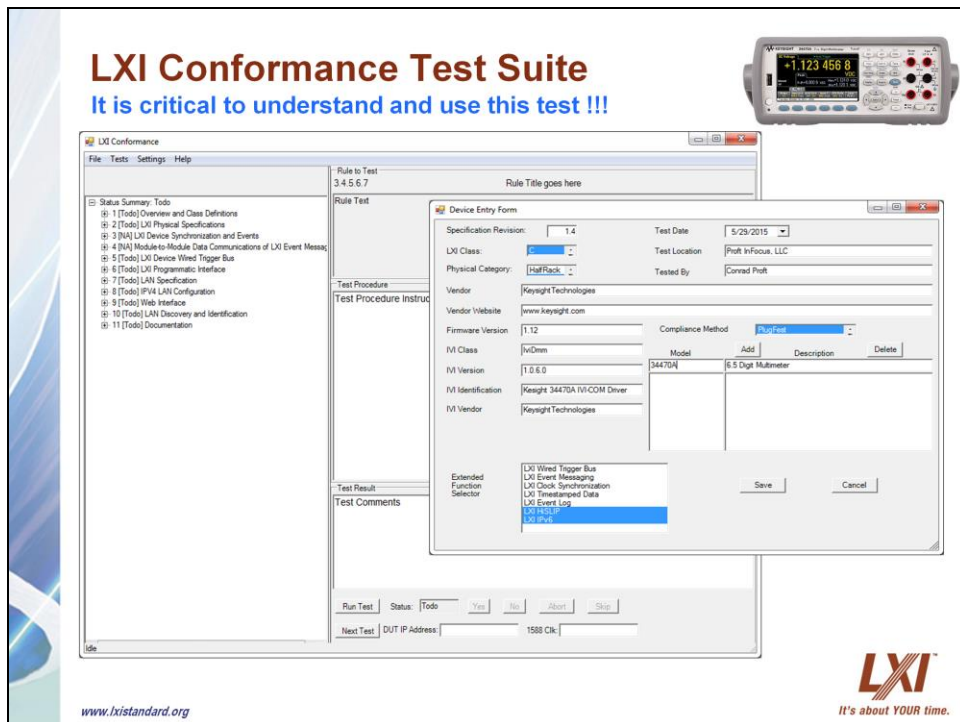 LXI Conformance Test Suite
It is critical to understand and use this test !!!
KEYSIGHT
+1.123 456 8
VDC
LXI Conformance
File Tests Settings Help
Rule to Test
3.4.5.6.7 Rule Title goes here
Rule Text
Status Summary: Todo
1 [Todo] Overview and Class Definitions
2 [Todo] LXI Physical Specifications
3 [NA] LXI Device Synchronization and Events
4 [NA] Module-to-Module Data Communications of LXI Event Messag
5 [Todo] LXI Device Wired Trigger Bus
6 [Todo] LXI Programmatic Interface
7 [Todo] LAN Specification
8 [Todo] IPV4 LAN Configuration
9 [Todo] Web Interface
10 [Todo] LAN Discovery and Identification
11 [Todo] Documentation
Test Procedure
Test Procedure Instruc
Test Result
Test Comments
Run Test Status: Todo Yes No Abort Skip
Next Test DUT IP Address: 1588 Clk:
Idle
Device Entry Form
Specification Revision: 1.4 Test Date 5/29/2015
LXI Class: C Test Location Proft InFocus, LLC
Physical Category: HalfRack Tested By Conrad Proft
Vendor Keysight Technologies
Vendor Website www.keysight.com
Firmware Version 1.12 Compliance Method PlugFest
IVI Class IviDmm Model Add Description Delete
IVI Version 1.0.6.0 34470A 6.5 Digit Multimeter
IVI Identification Kesight 34470A IVI-COM Driver
IVI Vendor Keysight Technologies
Extended Function Selector
LXI Wired Trigger Bus
LXI Event Messaging
LXI Clock Synchronization
LXI Timestamped Data
LXI Event Log
LXI HiSLIP
LXI IPv6
Save Cancel
www.lxistandard.org
LXI
It's about YOUR time.